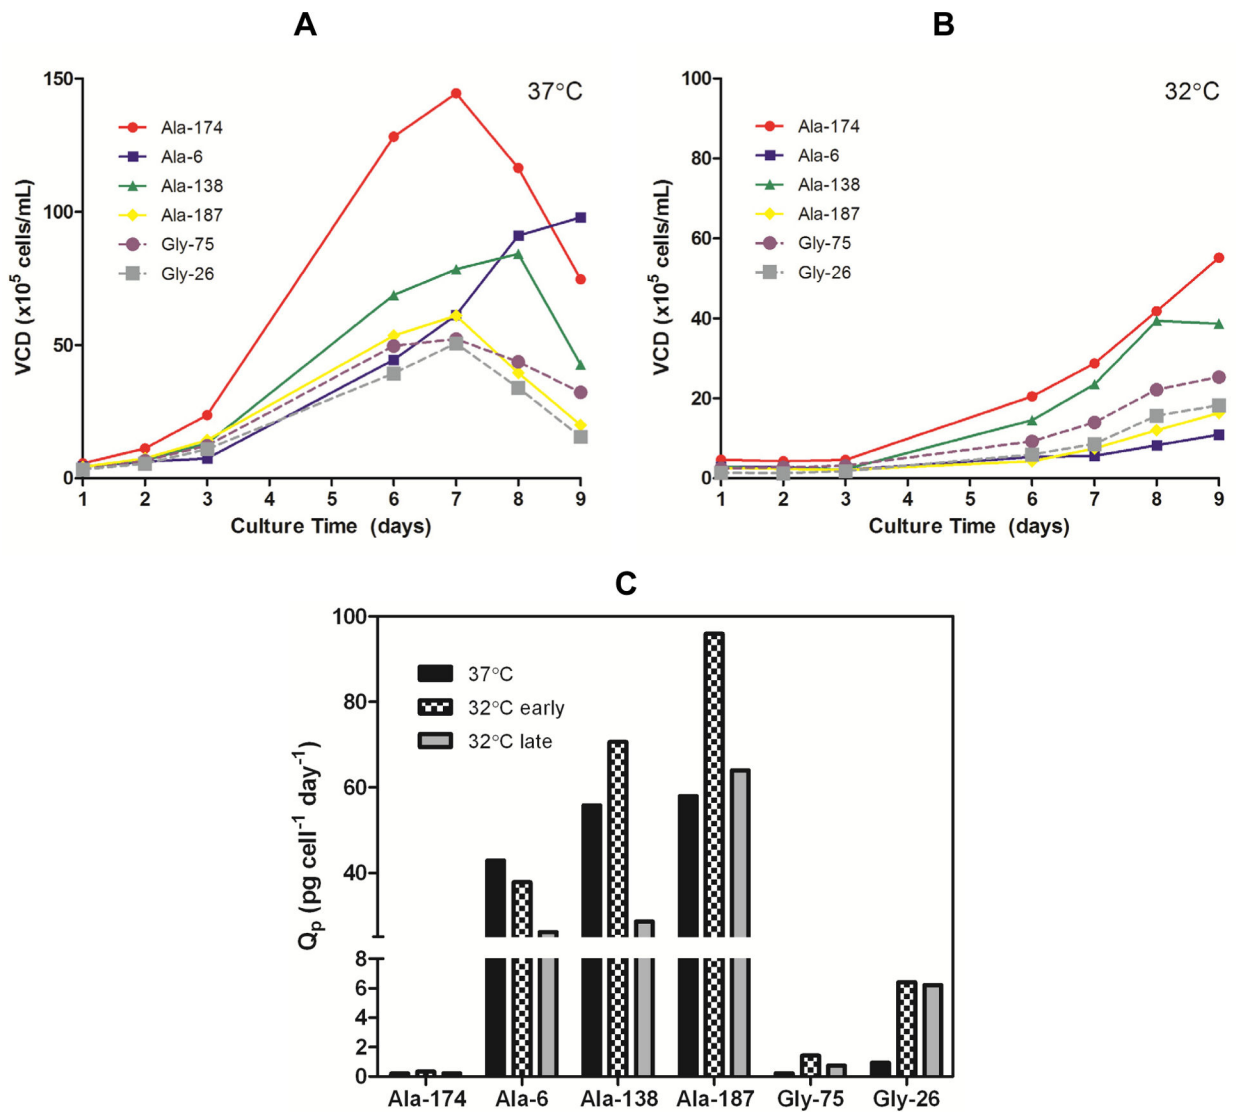 A
150
100
50
0
37°C
Ala-174
Ala-6
Ala-138
Ala-187
Gly-75
Gly-26
VCD (x10⁵ cells/mL)
1 2 3 4 5 6 7 8 9
Culture Time (days)
B
100
80
60
40
20
0
32°C
Ala-174
Ala-6
Ala-138
Ala-187
Gly-75
Gly-26
VCD (x10⁵ cells/mL)
1 2 3 4 5 6 7 8 9
Culture Time (days)
C
100
80
60
40
8
6
4
2
0
37°C
32°C early
32°C late
Qₚ (pg cell⁻¹ day⁻¹)
Ala-174 Ala-6 Ala-138 Ala-187 Gly-75 Gly-26